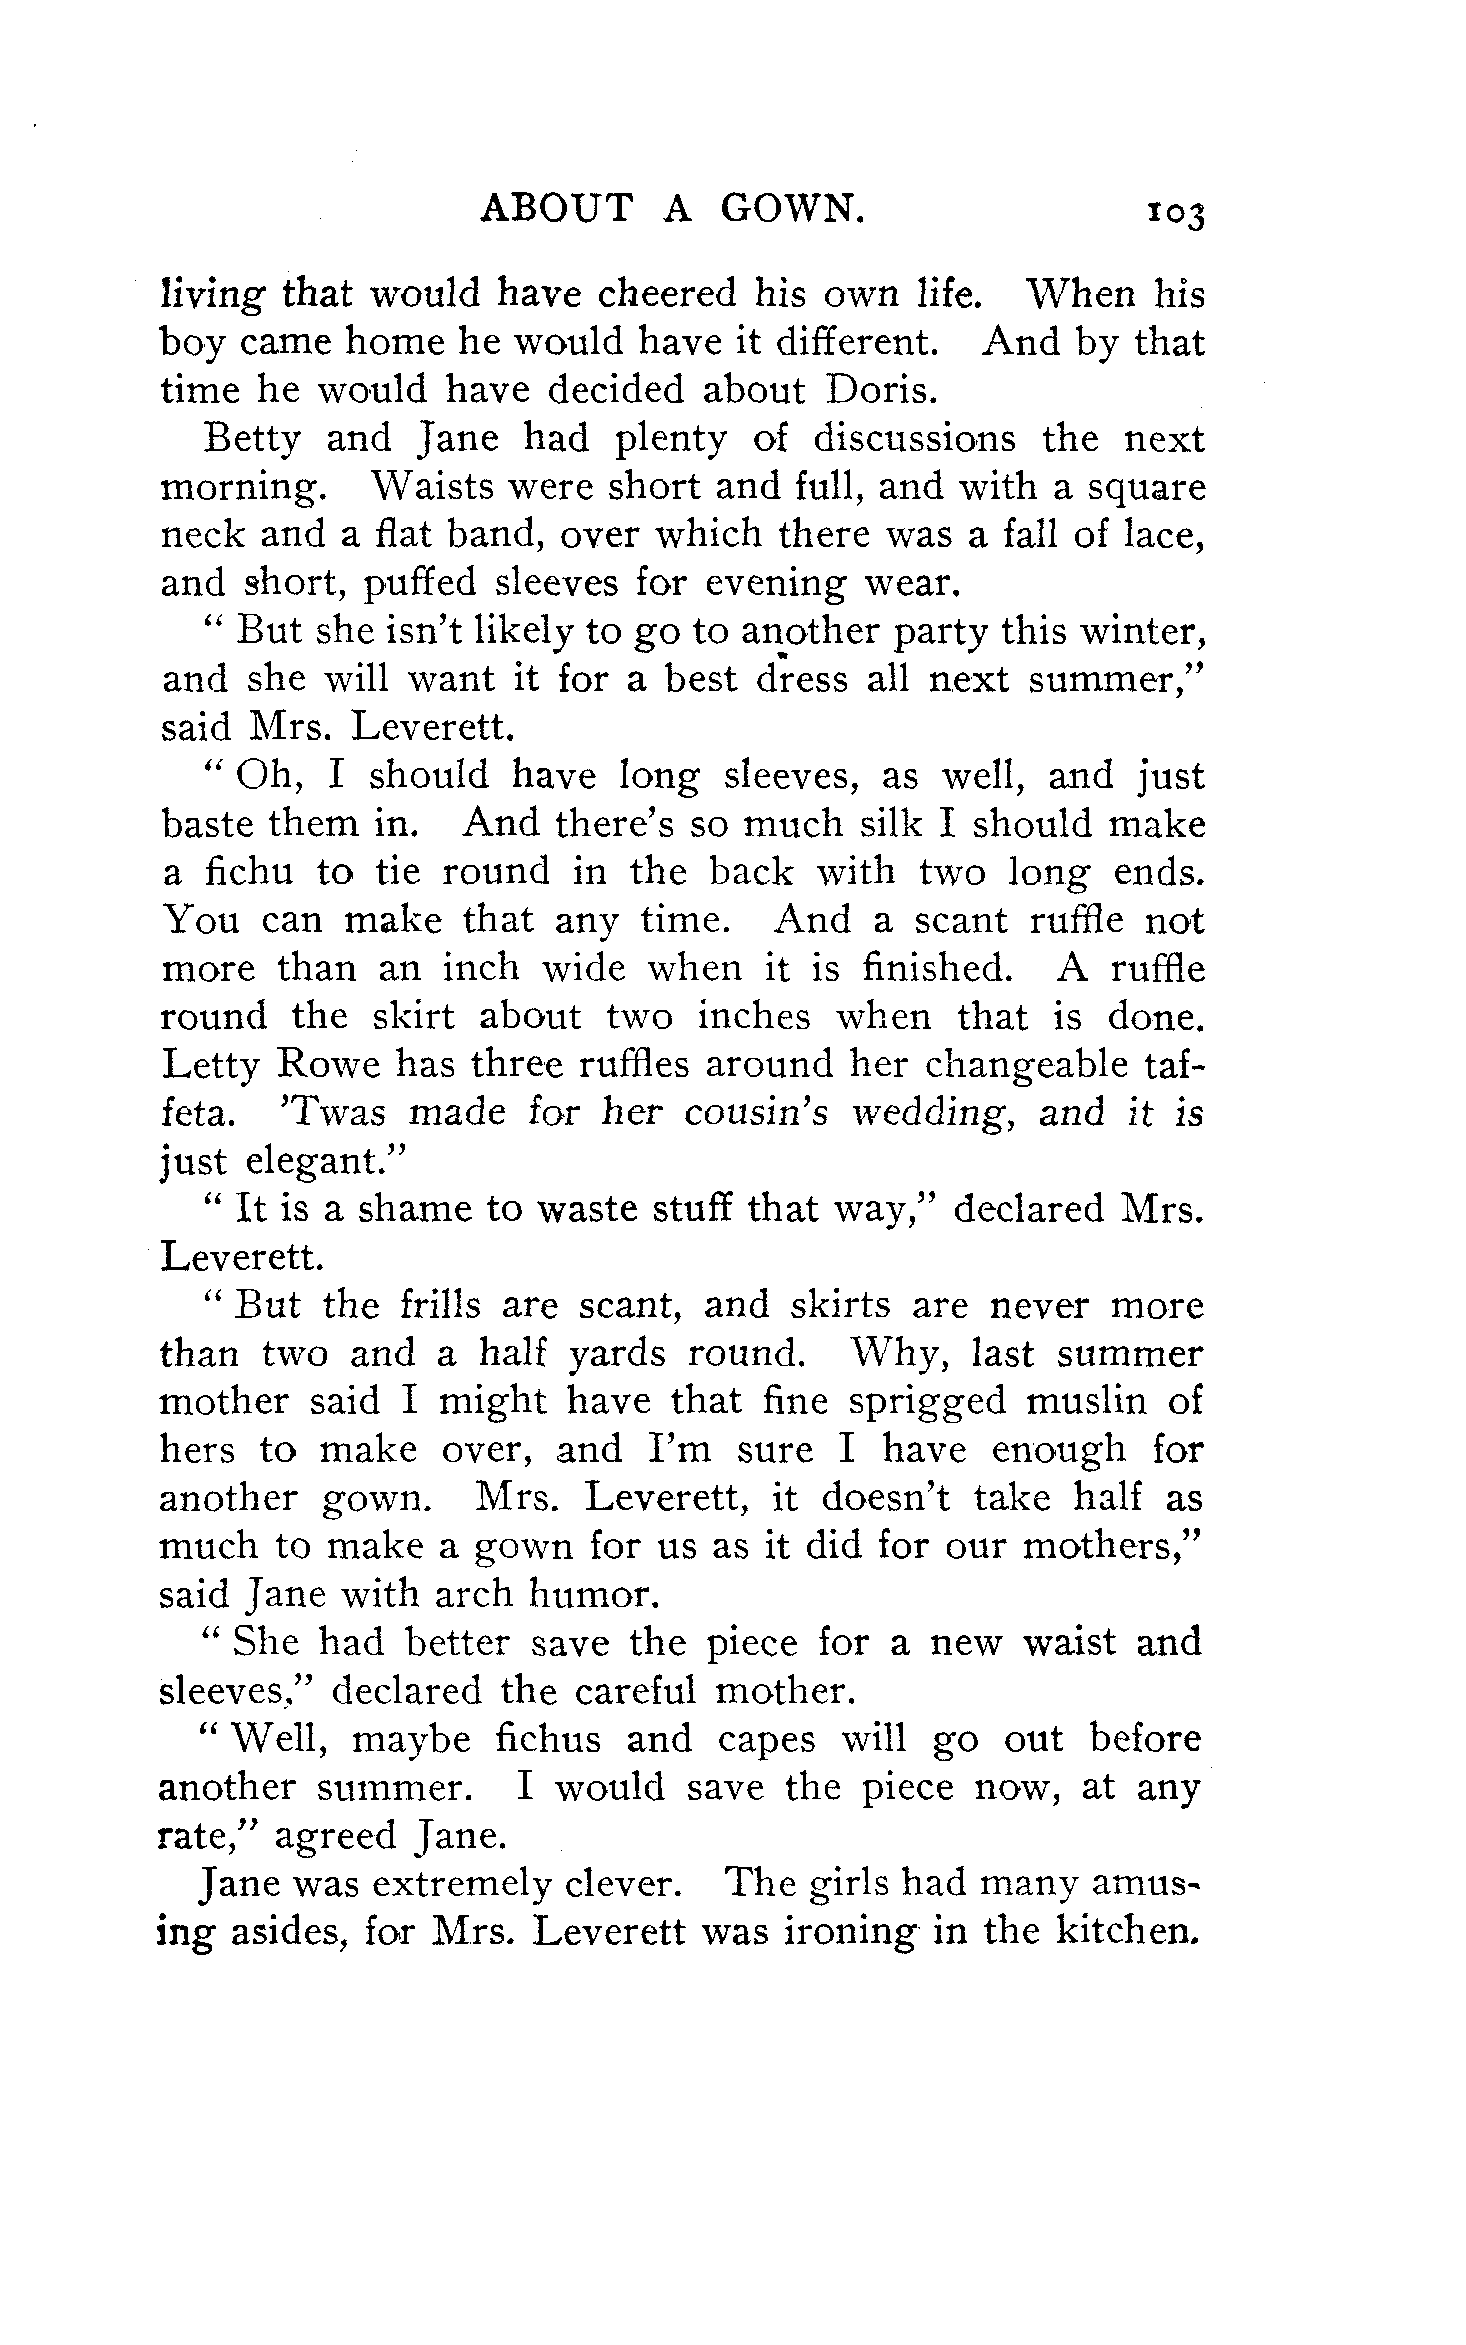 ABOUT A GOWN. 103
living that would have cheered his own life. When his
boy came home he would have it different. And by that
time he would have decided about Doris.
Betty and Jane had plenty of discussions the next
morning. Waists were short and full, and with a square
neck and a flat band, over which there was a fall of lace,
and short, puffed sleeves for evening wear.
" But she isn't likely to go to another party this winter,
and she will want it for a best dress all next summer,"
said Mrs. Leverett.
" Oh, I should have long sleeves, as well, and just
baste them in. And there's so much silk I should make
a fichu to tie round in the back with two long ends.
You can make that any time. And a scant ruffle not
more than an inch wide when it is finished. A ruffle
round the skirt about two inches when that is done.
Letty Rowe has three ruffles around her changeable taf-
feta. 'Twas made for her cousin's wedding, and it is
just elegant."
" It is a shame to waste stuff that way," declared Mrs.
Leverett.
" But the frills are scant, and skirts are never more
than two and a half yards round. Why, last summer
mother said I might have that fine sprigged muslin of
hers to make over, and I'm sure I have enough for
another gown. Mrs. Leverett, it doesn't take half as
much to make a gown for us as it did for our mothers,"
said Jane with arch humor.
" She had better save the piece for a new waist and
sleeves," declared the careful mother.
" Well, maybe fichus and capes will go out before
another summer. I would save the piece now, at any
rate," agreed Jane.
Jane was extremely clever. The girls had many amus-
ing asides, for Mrs. Leverett was ironing in the kitchen.